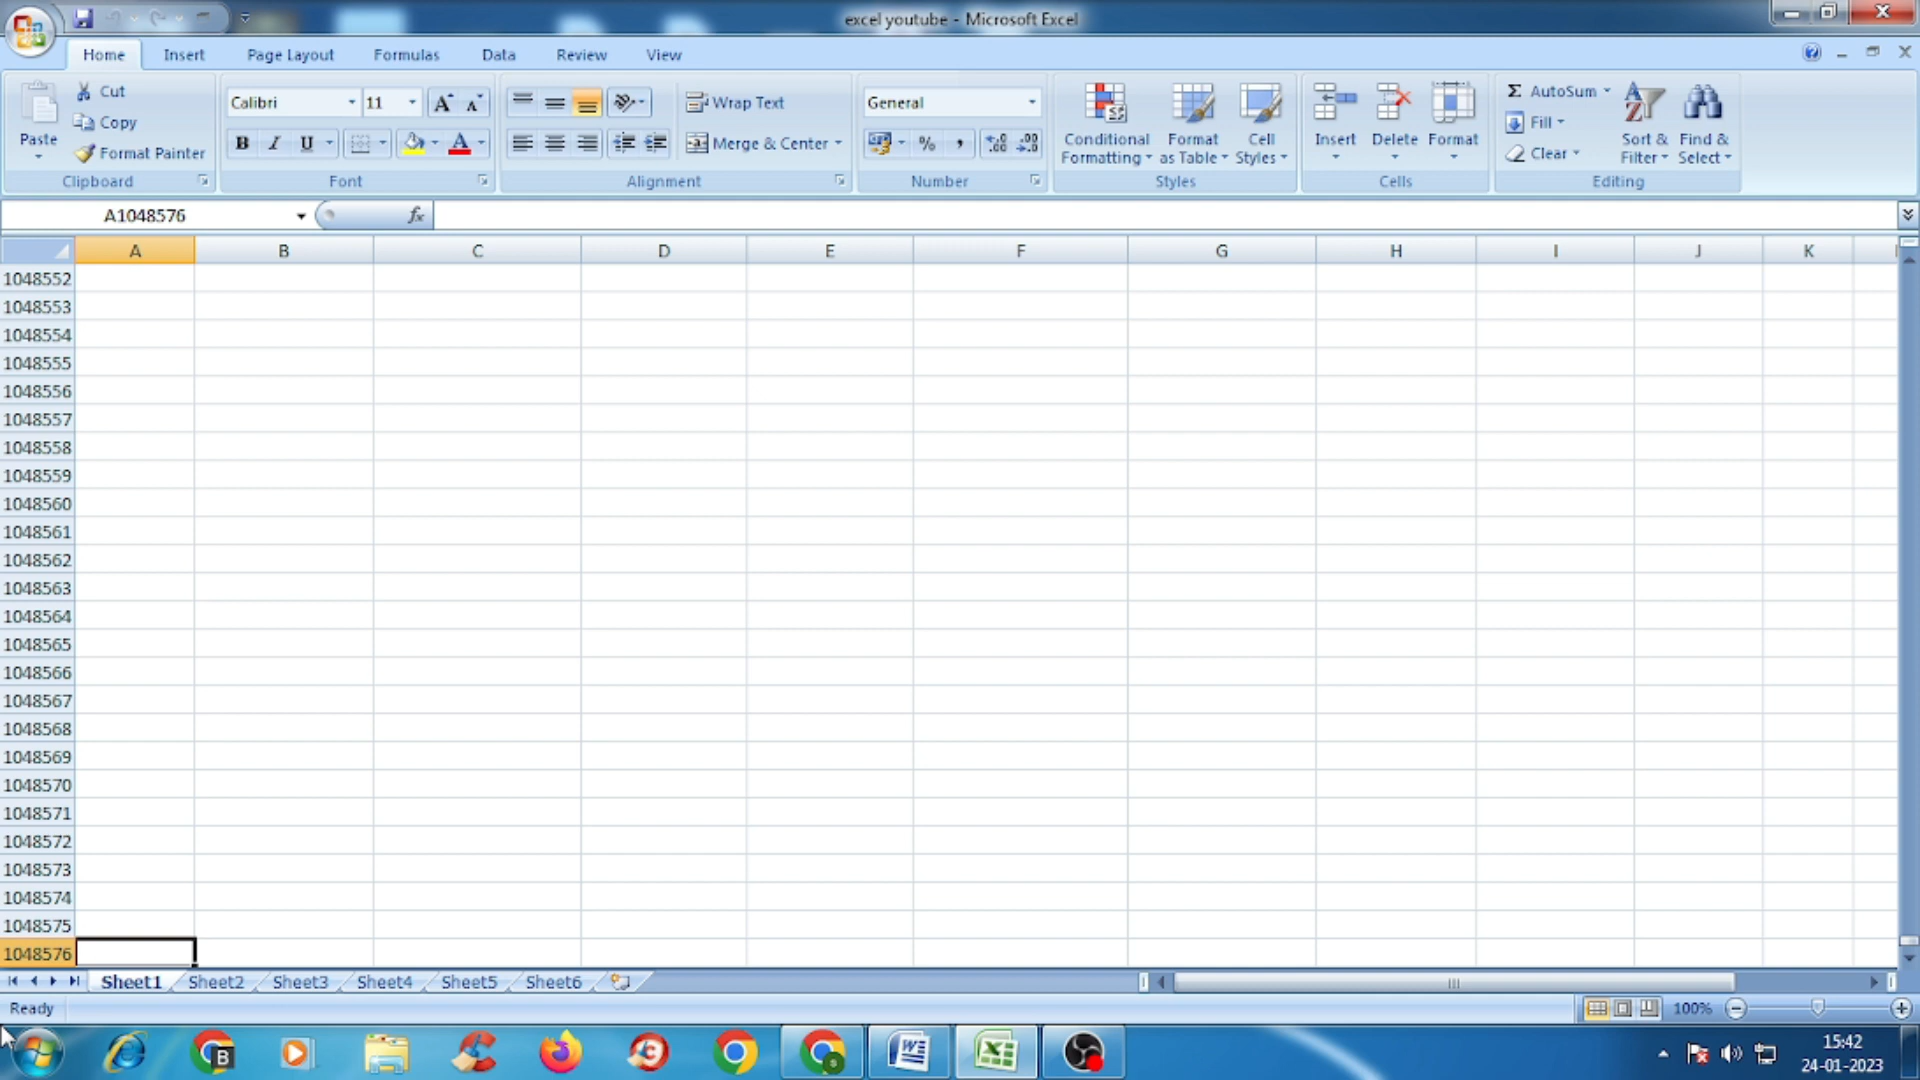 excel youtube - Microsoft Excel
Home Insert Page Layout Formulas Data Review View
Calibri 11 General
Cut
Copy
Format Painter
Paste
Clipboard
B I U
Font
Wrap Text
Merge & Center
Alignment
% ,
Number
Conditional Formatting
Format as Table
Cell Styles
Styles
Insert Delete Format
Cells
Σ AutoSum
Fill
Clear
Sort & Filter
Find & Select
Editing
A1048576 fx
A B C D E F G H I J K
1048552
1048553
1048554
1048555
1048556
1048557
1048558
1048559
1048560
1048561
1048562
1048563
1048564
1048565
1048566
1048567
1048568
1048569
1048570
1048571
1048572
1048573
1048574
1048575
1048576
Sheet1 Sheet2 Sheet3 Sheet4 Sheet5 Sheet6
Ready 100%
15:42
24-01-2023